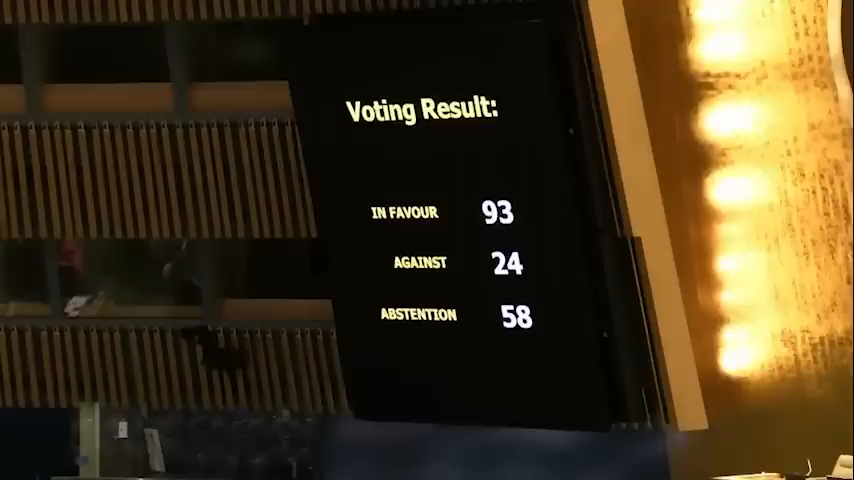 Voting Result:
IN FAVOUR 93
AGAINST 24
ABSTENTION 58